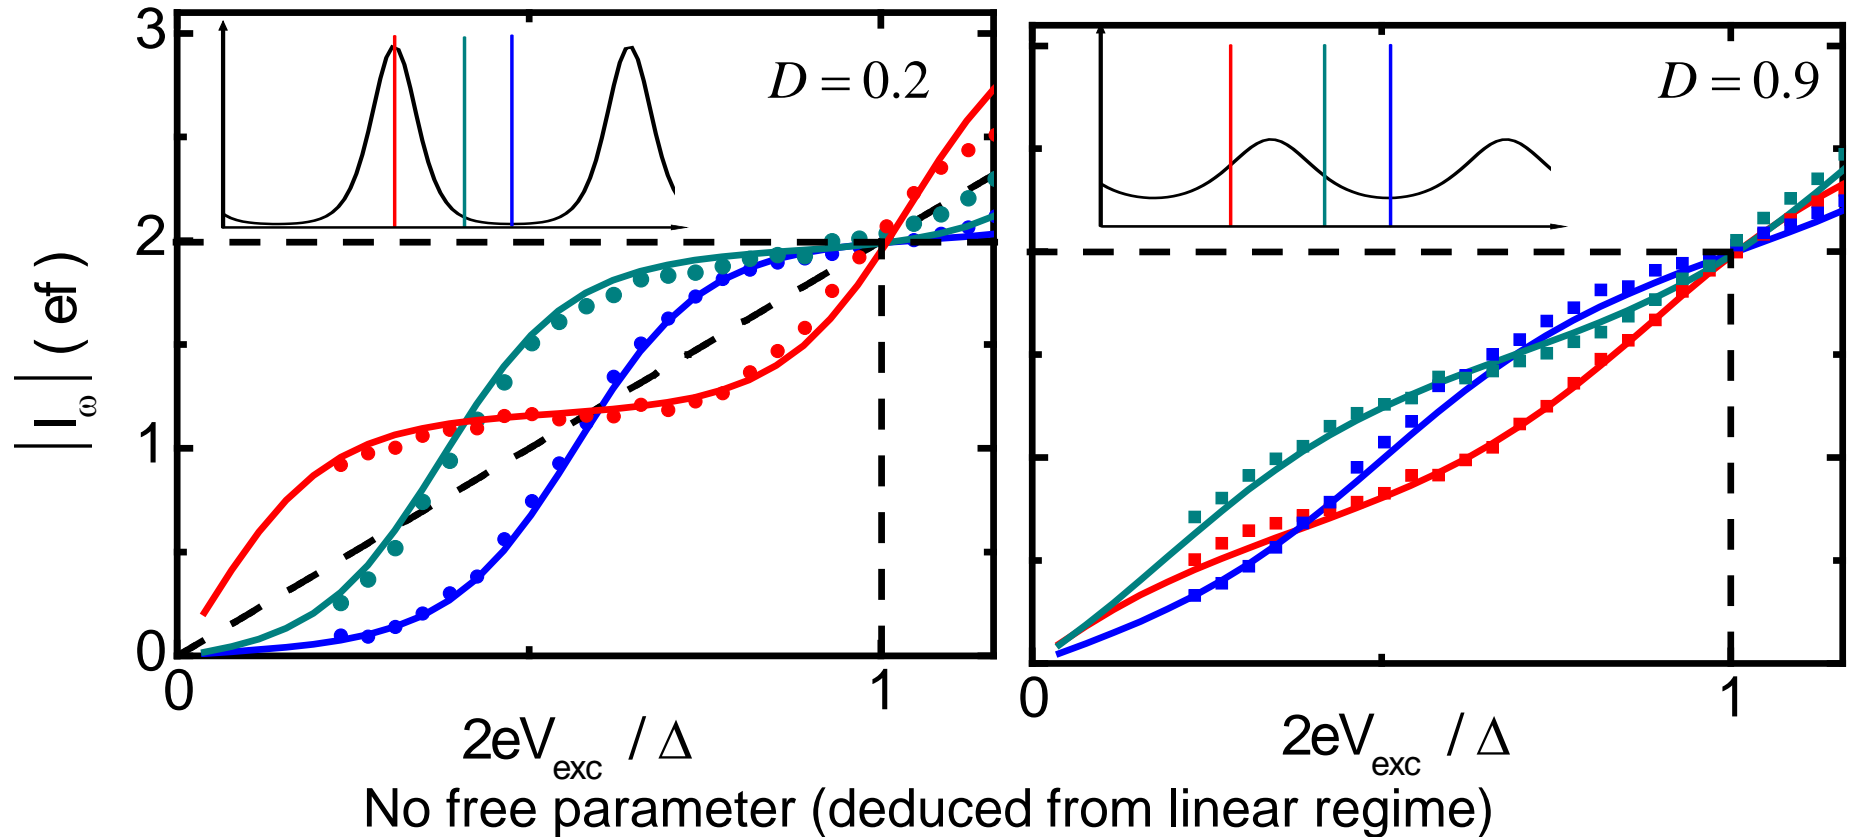 3
D = 0.2
D = 0.9
2
|I_ω| ( ef )
1
0
0
1
0
1
2eV_exc / Δ
2eV_exc / Δ
No free parameter (deduced from linear regime)